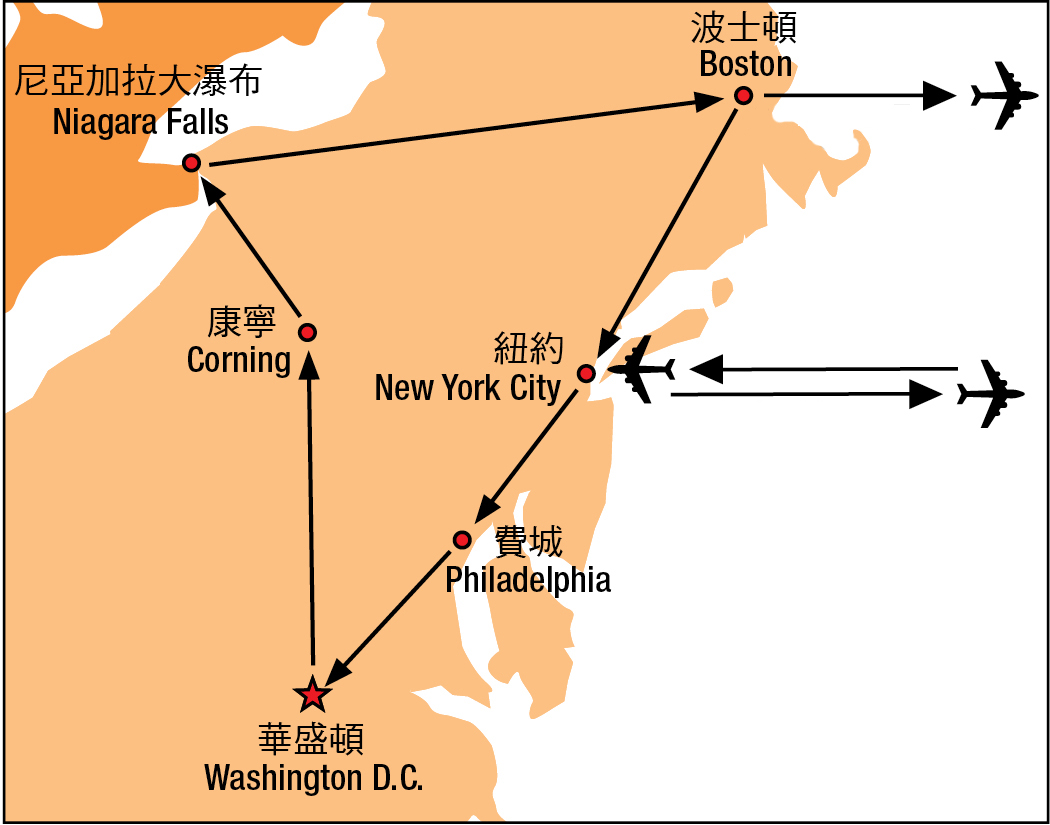 波士頓
Boston
尼亞加拉大瀑布
Niagara Falls
康寧
Corning
紐約
New York City
費城
Philadelphia
華盛頓
Washington D.C.